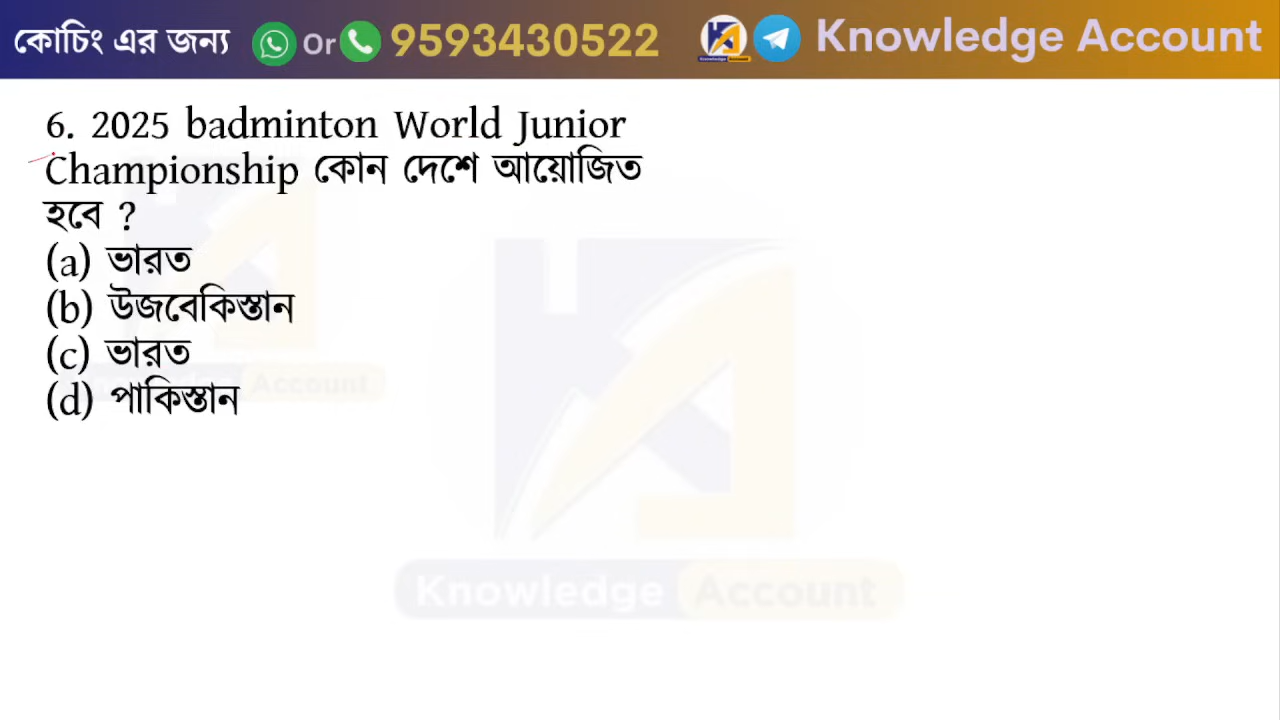 কোচিং এর জন্য Or 9593430522 Knowledge Account
6. 2025 badminton World Junior
Championship কোন দেশে আয়োজিত
হবে ?
(a) ভারত
(b) উজবেকিস্তান
(c) ভারত
(d) পাকিস্তান
Account
Knowledge Account